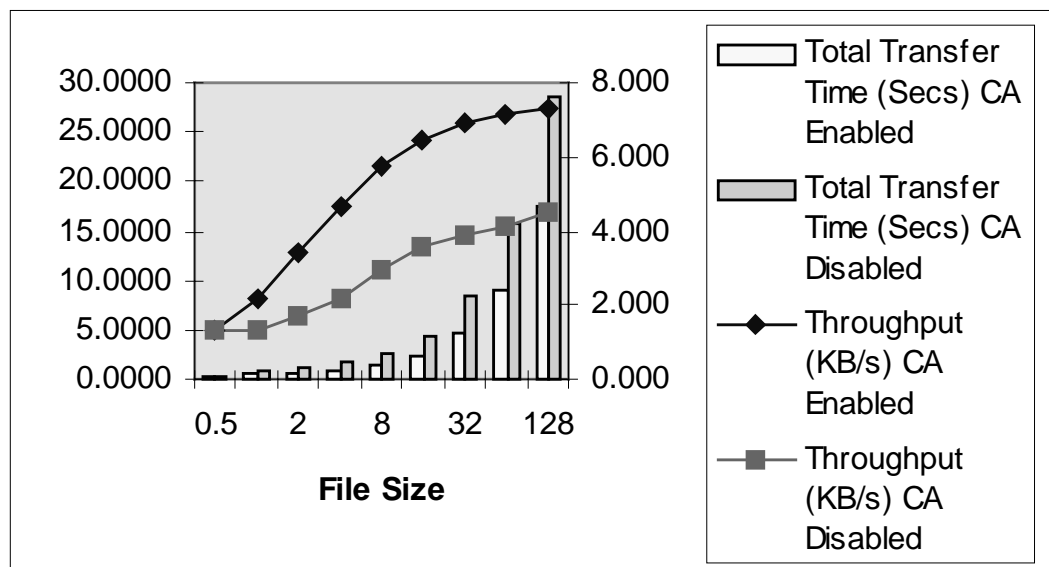 30.0000
25.0000
20.0000
15.0000
10.0000
5.0000
0.0000
8.000
6.000
4.000
2.000
0.000
0.5 2 8 32 128
File Size
Total Transfer
Time (Secs) CA
Enabled
Total Transfer
Time (Secs) CA
Disabled
Throughput
(KB/s) CA
Enabled
Throughput
(KB/s) CA
Disabled